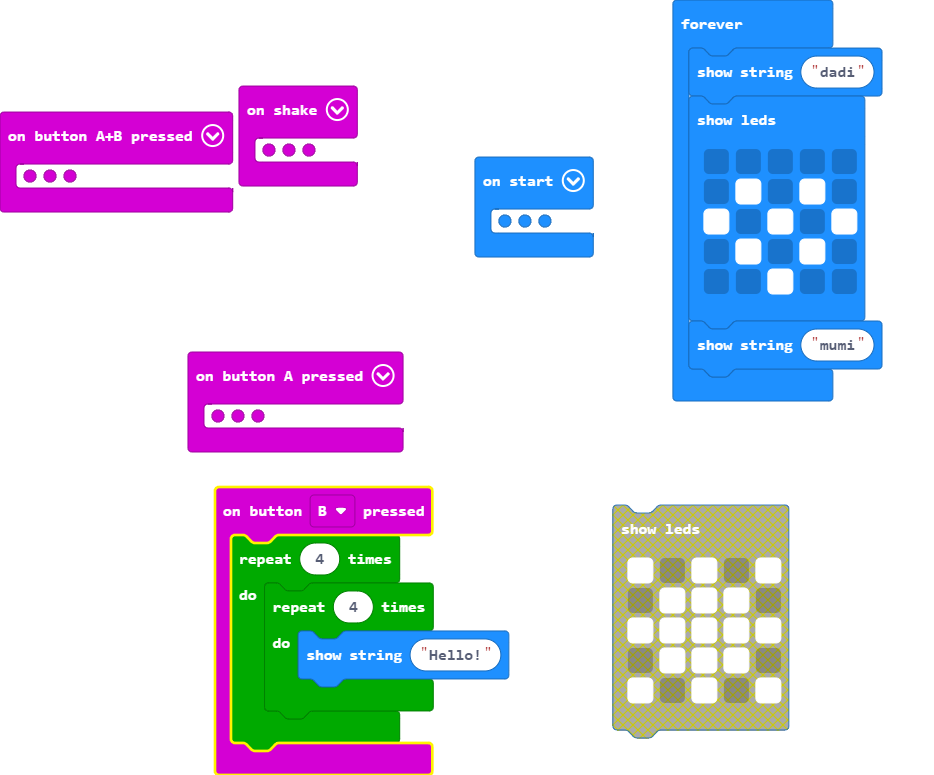 forever
show string "dadi"
show leds
show string "mumi"
on shake
on button A+B pressed
on start
on button A pressed
on button B pressed
repeat 4 times
do
repeat 4 times
do
show string "Hello!"
show leds